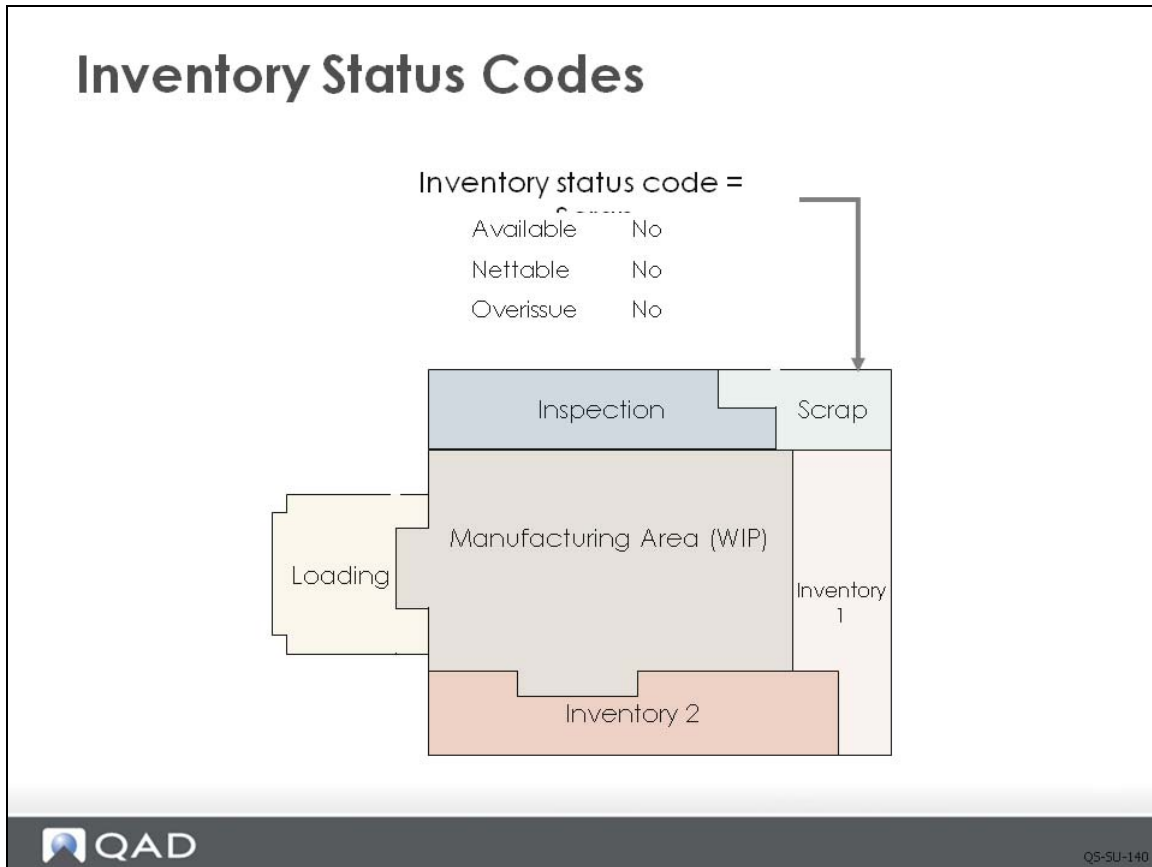 Inventory Status Codes
Inventory status code =
Available No
Nettable No
Overissue No
Inspection
Scrap
Manufacturing Area (WIP)
Loading
Inventory
1
Inventory 2
QAD
QS-SU-140